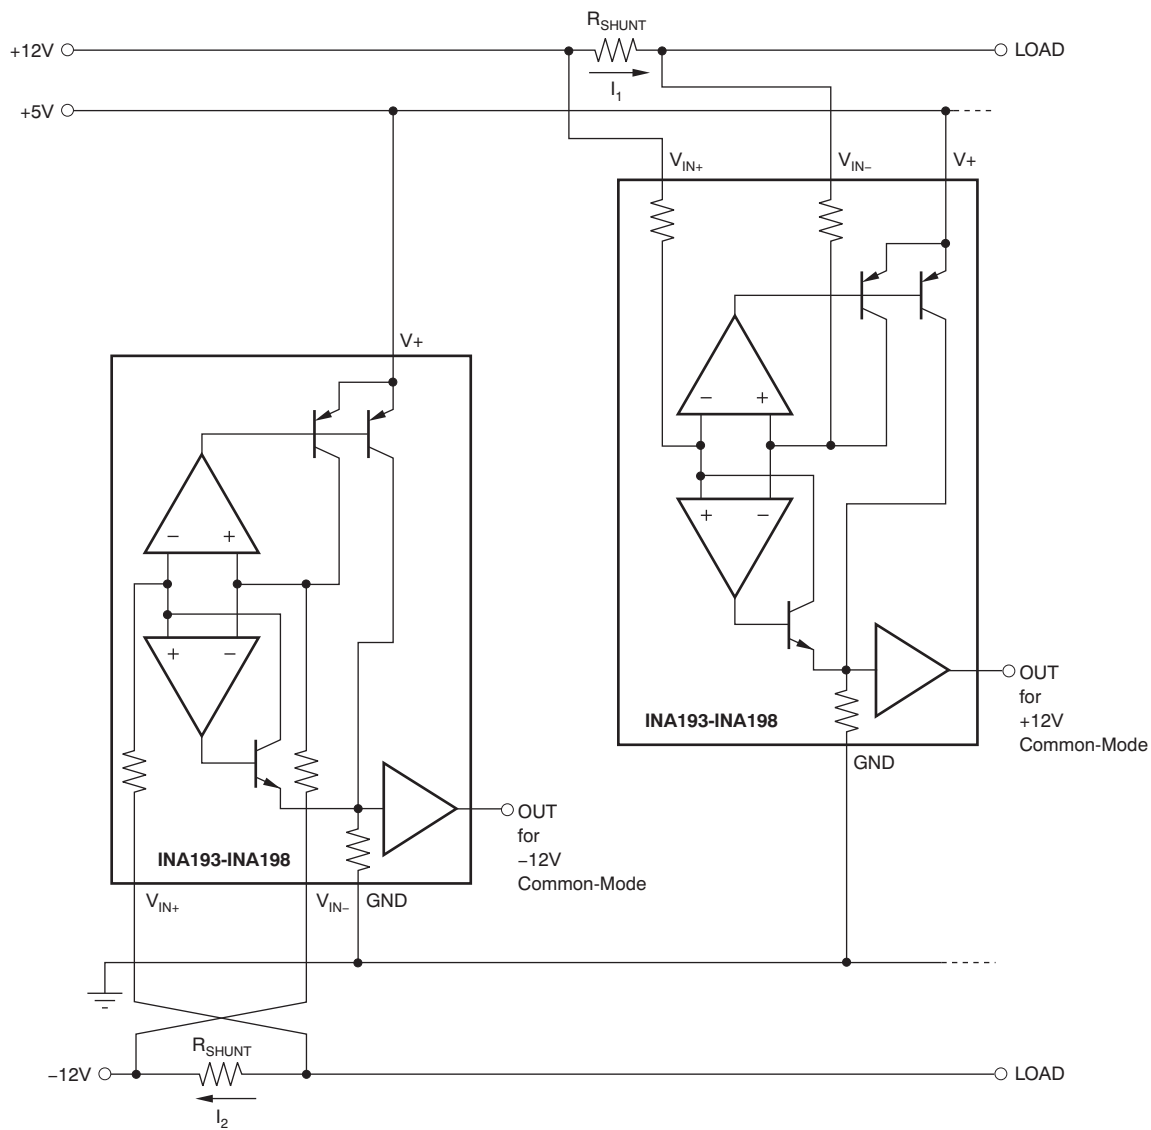 R_SHUNT
+12V
LOAD
I_1
+5V
V_IN+
V_IN−
V+
V+
−
+
+
−
−
+
+
−
OUT
for
+12V
Common-Mode
INA193-INA198
GND
OUT
for
−12V
Common-Mode
INA193-INA198
V_IN+
V_IN−
GND
R_SHUNT
−12V
LOAD
I_2